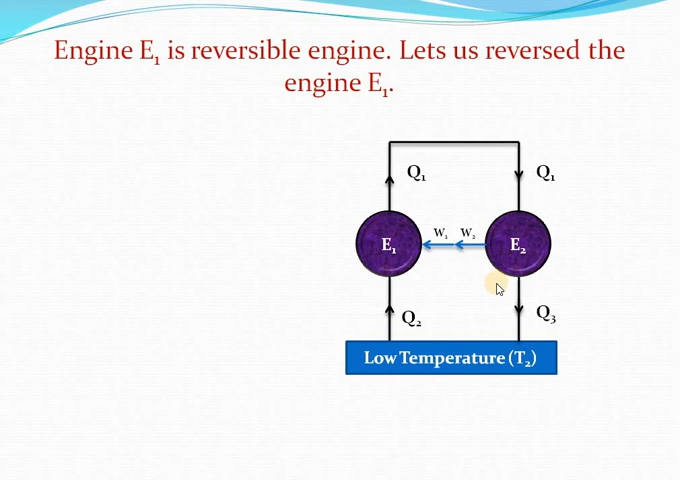 Engine E₁ is reversible engine. Lets us reversed the
engine E₁.
Q₁ Q₁
W₁ W₂
E₁ E₂
Q₂ Q₃
Low Temperature (T₂)